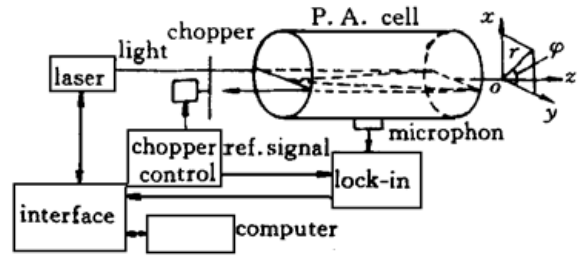 P. A. cell
chopper
light
laser
x
r
φ
o
z
y
microphon
chopper
control
ref. signal
lock-in
interface
computer